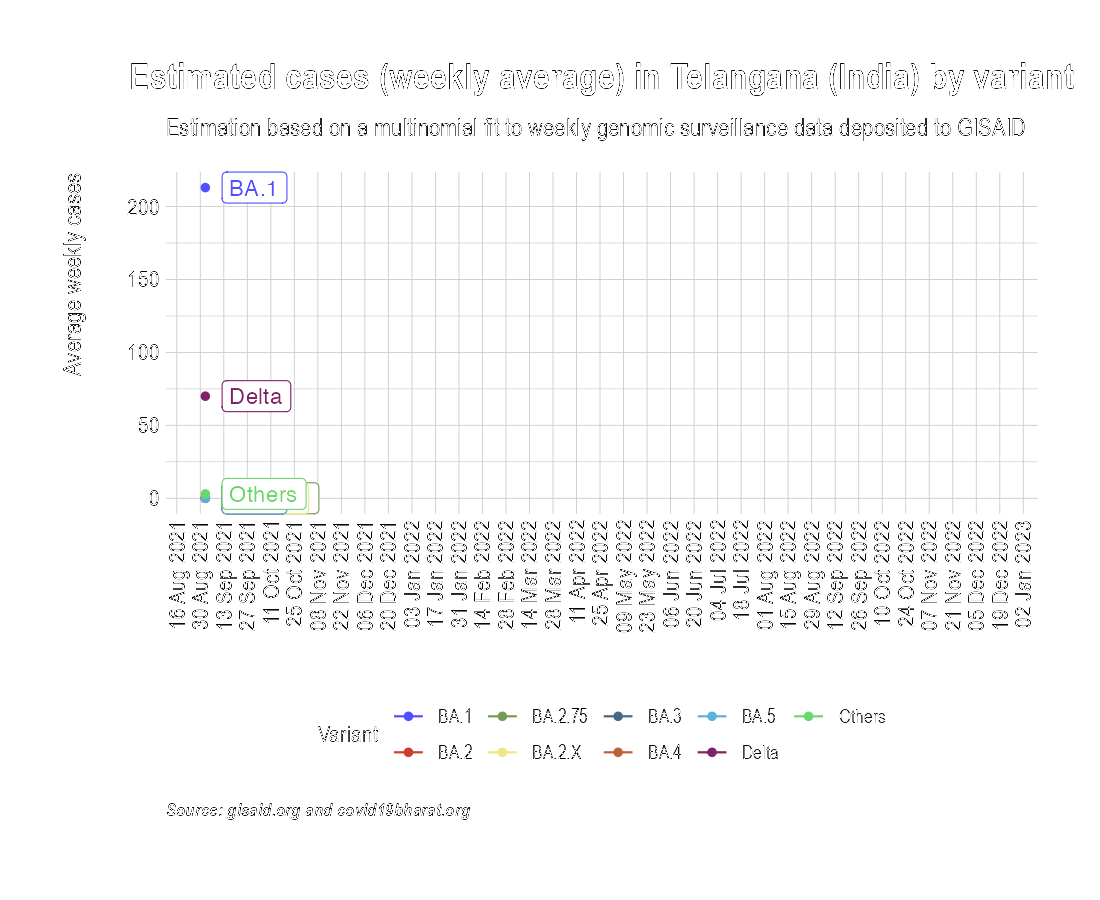 Estimated cases (weekly average) in Telangana (India) by variant
Estimation based on a multinomial fit to weekly genomic surveillance data deposited to GISAID
Average weekly cases
200
150
100
50
0
BA.1
Delta
Others
16 Aug 2021
30 Aug 2021
13 Sep 2021
27 Sep 2021
11 Oct 2021
25 Oct 2021
08 Nov 2021
22 Nov 2021
06 Dec 2021
20 Dec 2021
03 Jan 2022
17 Jan 2022
31 Jan 2022
14 Feb 2022
28 Feb 2022
14 Mar 2022
28 Mar 2022
11 Apr 2022
25 Apr 2022
09 May 2022
23 May 2022
06 Jun 2022
20 Jun 2022
04 Jul 2022
18 Jul 2022
01 Aug 2022
15 Aug 2022
29 Aug 2022
12 Sep 2022
26 Sep 2022
10 Oct 2022
24 Oct 2022
07 Nov 2022
21 Nov 2022
05 Dec 2022
19 Dec 2022
02 Jan 2023
Variant
BA.1 BA.2.75 BA.3 BA.5 Others
BA.2 BA.2.X BA.4 Delta
Source: gisaid.org and covid19bharat.org